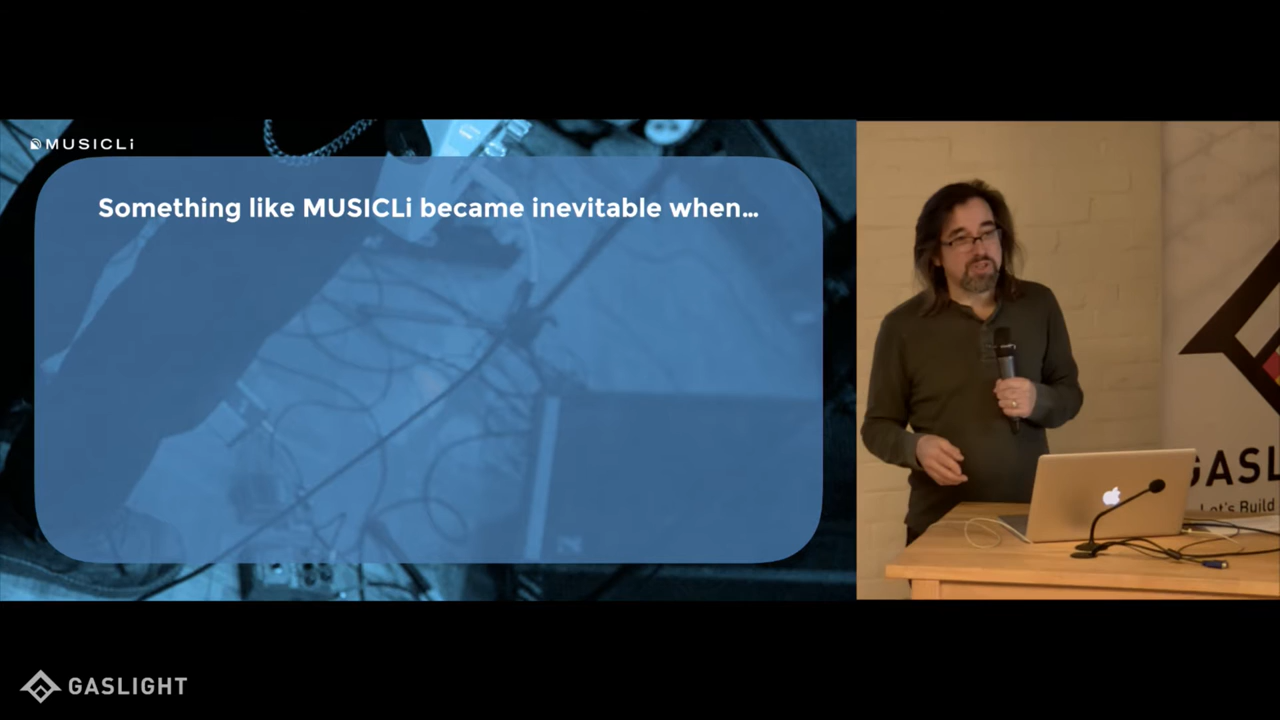 MUSICLi
Something like MUSICLi became inevitable when…
GASL
Let's Build
GASLIGHT